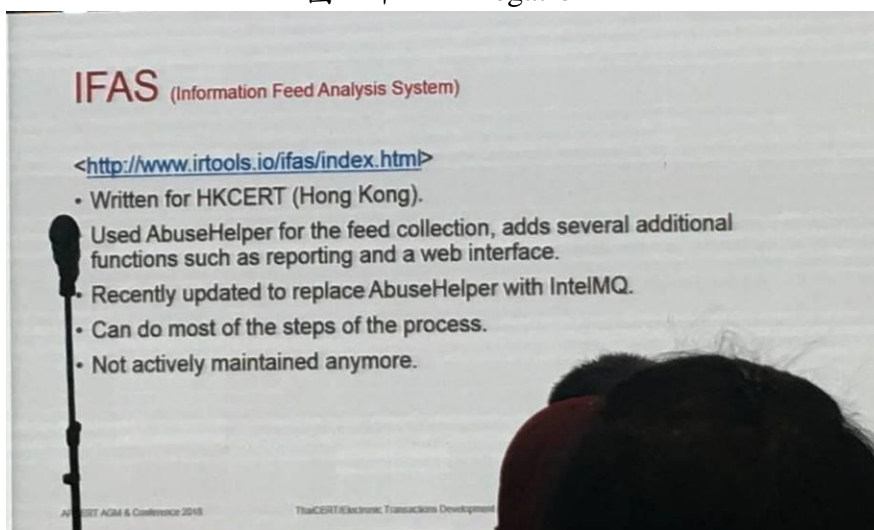 IFAS (Information Feed Analysis System)
<http://www.irtools.io/ifas/index.html>
• Written for HKCERT (Hong Kong).
Used AbuseHelper for the feed collection, adds several additional
functions such as reporting and a web interface.
• Recently updated to replace AbuseHelper with IntelMQ.
• Can do most of the steps of the process.
• Not actively maintained anymore.
AGM & Conference 2018
ThaiCERT/Electronic Transactions Development